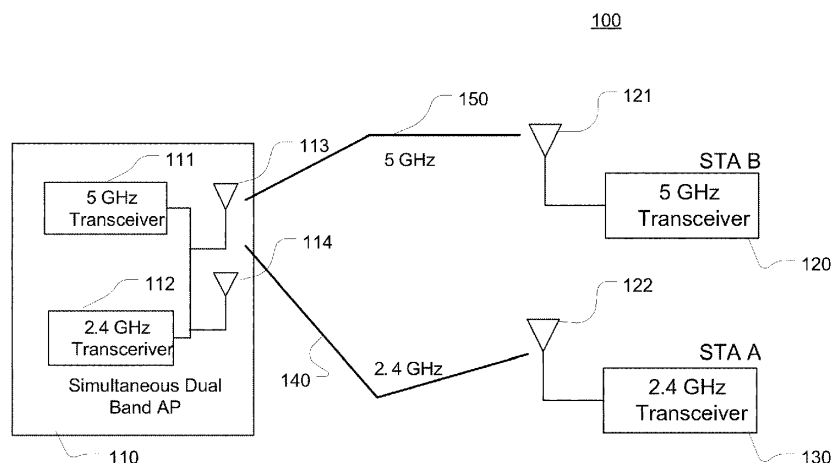 100
150
121
111
113
5 GHz
STA B
5 GHz
Transceiver
5 GHz
Transceiver
114
120
112
122
2.4 GHz
Transceriver
2.4 GHz
STA A
2.4 GHz
Transceiver
140
Simultaneous Dual
Band AP
110
130